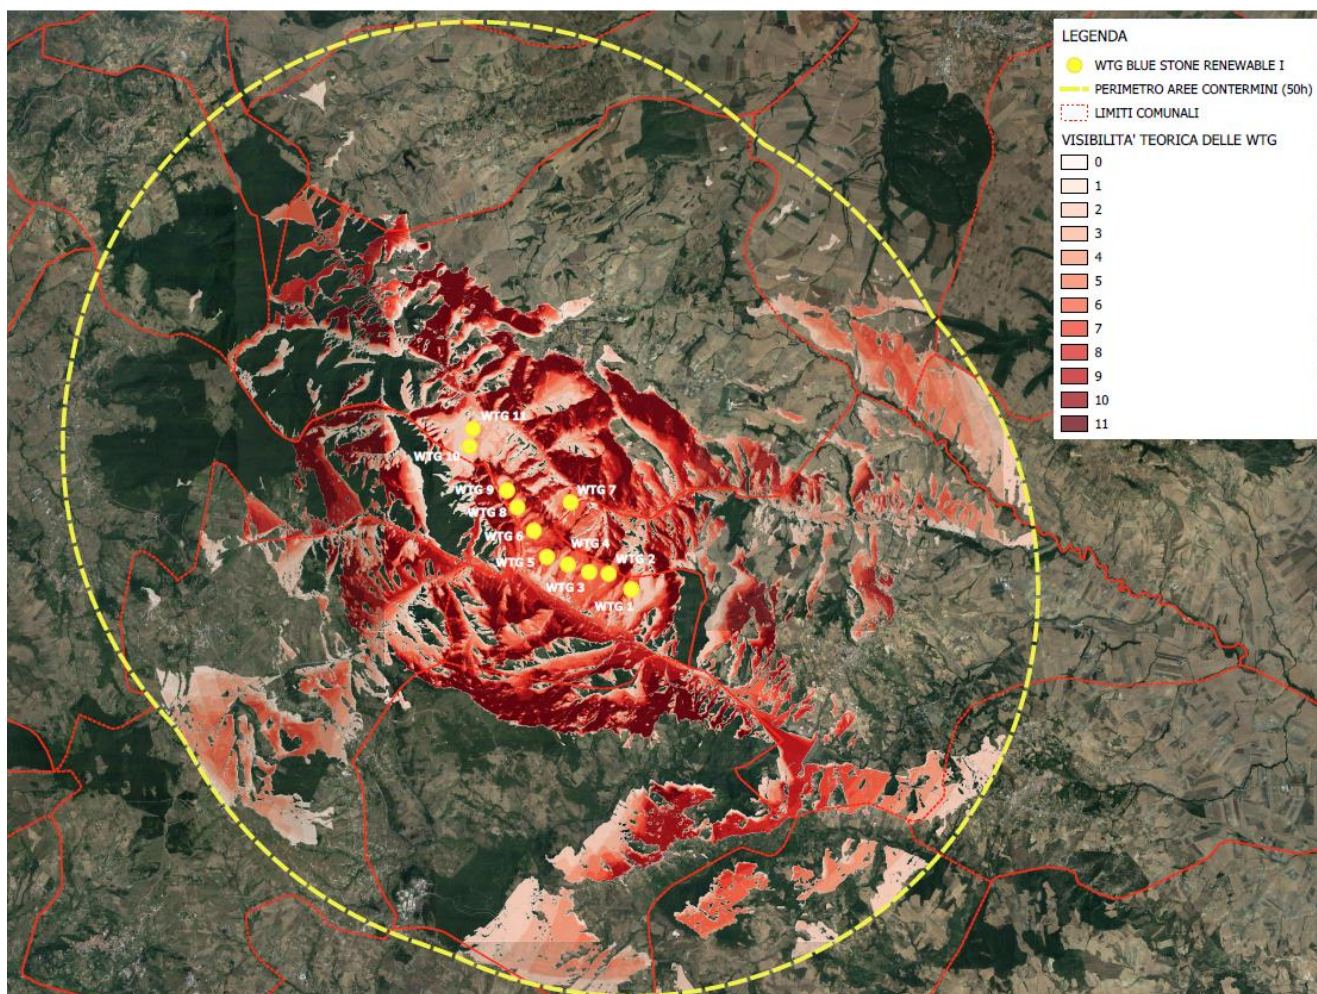 LEGENDA
WTG BLUE STONE RENEWABLE I
PERIMETRO AREE CONTERMINI (50h)
LIMITI COMUNALI
VISIBILITA' TEORICA DELLE WTG
0
1
2
3
4
5
6
7
8
9
10
11
WTG 11
WTG 10
WTG 9
WTG 7
WTG 8
WTG 6
WTG 4
WTG 5
WTG 2
WTG 3
WTG 1